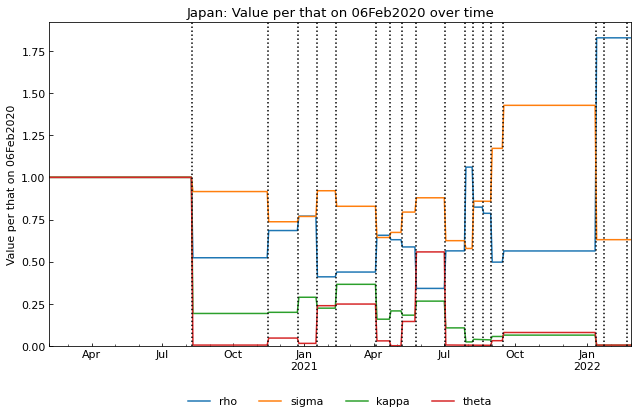 Japan: Value per that on 06Feb2020 over time
Value per that on 06Feb2020
1.75
1.50
1.25
1.00
0.75
0.50
0.25
0.00
Apr Jul Oct Jan Apr Jul Oct Jan
2021 2022
rho sigma kappa theta